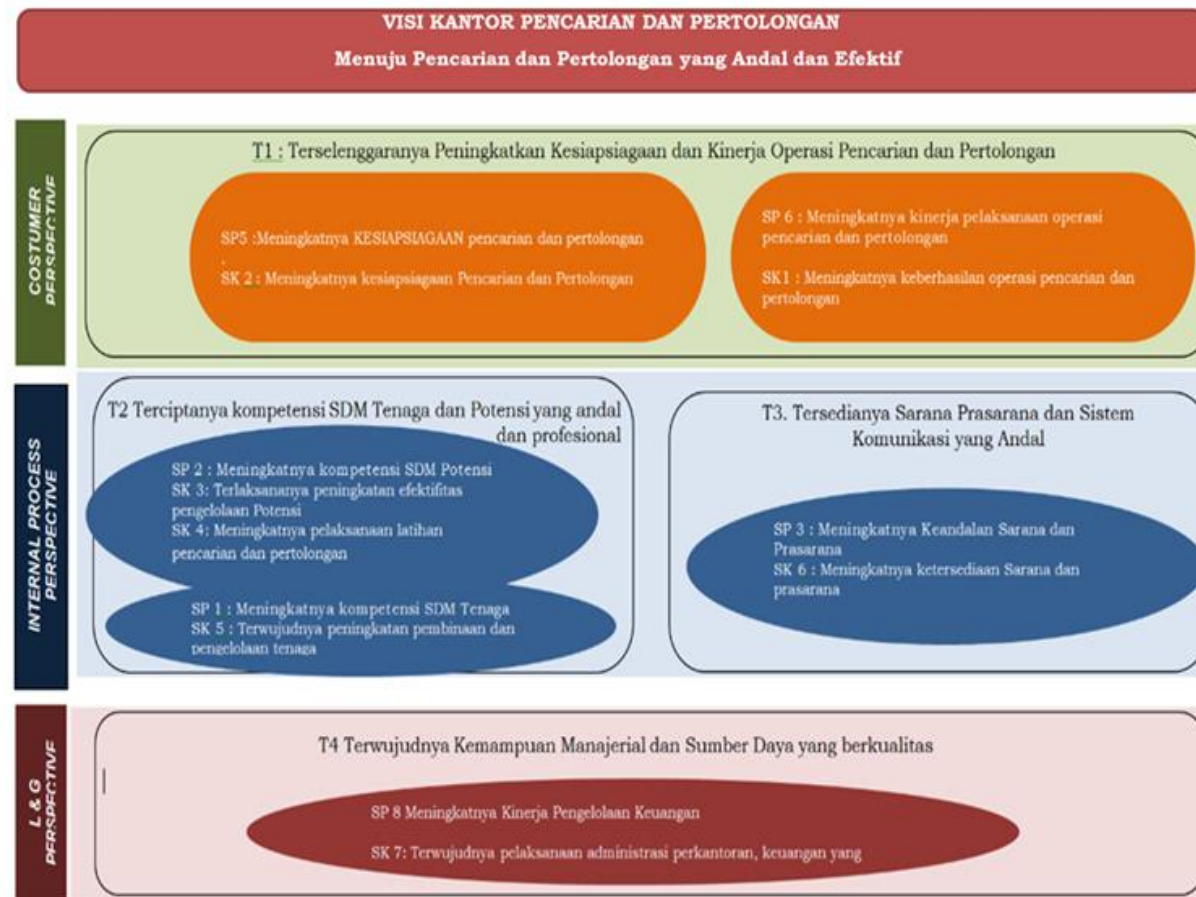 VISI KANTOR PENCARIAN DAN PERTOLONGAN
Menuju Pencarian dan Pertolongan yang Andal dan Efektif
COSTUMER
PERSPECTIVE
T1 : Terselenggaranya Peningkatkan Kesiapsiagaan dan Kinerja Operasi Pencarian dan Pertolongan
SP5 :Meningkatnya KESIAPSIAGAAN pencarian dan pertolongan
.
SK 2 : Meningkatnya kesiapsiagaan Pencarian dan Pertolongan
SP 6 : Meningkatnya kinerja pelaksanaan operasi
pencarian dan pertolongan
SK1 : Meningkatnya keberhasilan operasi pencarian dan
pertolongan
INTERNAL PROCESS
PERSPECTIVE
T2 Terciptanya kompetensi SDM Tenaga dan Potensi yang andal
dan profesional
SP 2 : Meningkatnya kompetensi SDM Potensi
SK 3: Terlaksananya peningkatan efektifitas
pengelolaan Potensi
SK 4: Meningkatnya pelaksanaan latihan
pencarian dan pertolongan
SP 1 : Meningkatnya kompetensi SDM Tenaga
SK 5 : Terwujudnya peningkatan pembinaan dan
pengelolaan tenaga
T3. Tersedianya Sarana Prasarana dan Sistem
Komunikasi yang Andal
SP 3 : Meningkatnya Keandalan Sarana dan
Prasarana
SK 6 : Meningkatnya ketersediaan Sarana dan
prasarana
L & G
PERSPECTIVE
T4 Terwujudnya Kemampuan Manajerial dan Sumber Daya yang berkualitas
SP 8 Meningkatnya Kinerja Pengelolaan Keuangan
SK 7: Terwujudnya pelaksanaan administrasi perkantoran, keuangan yang